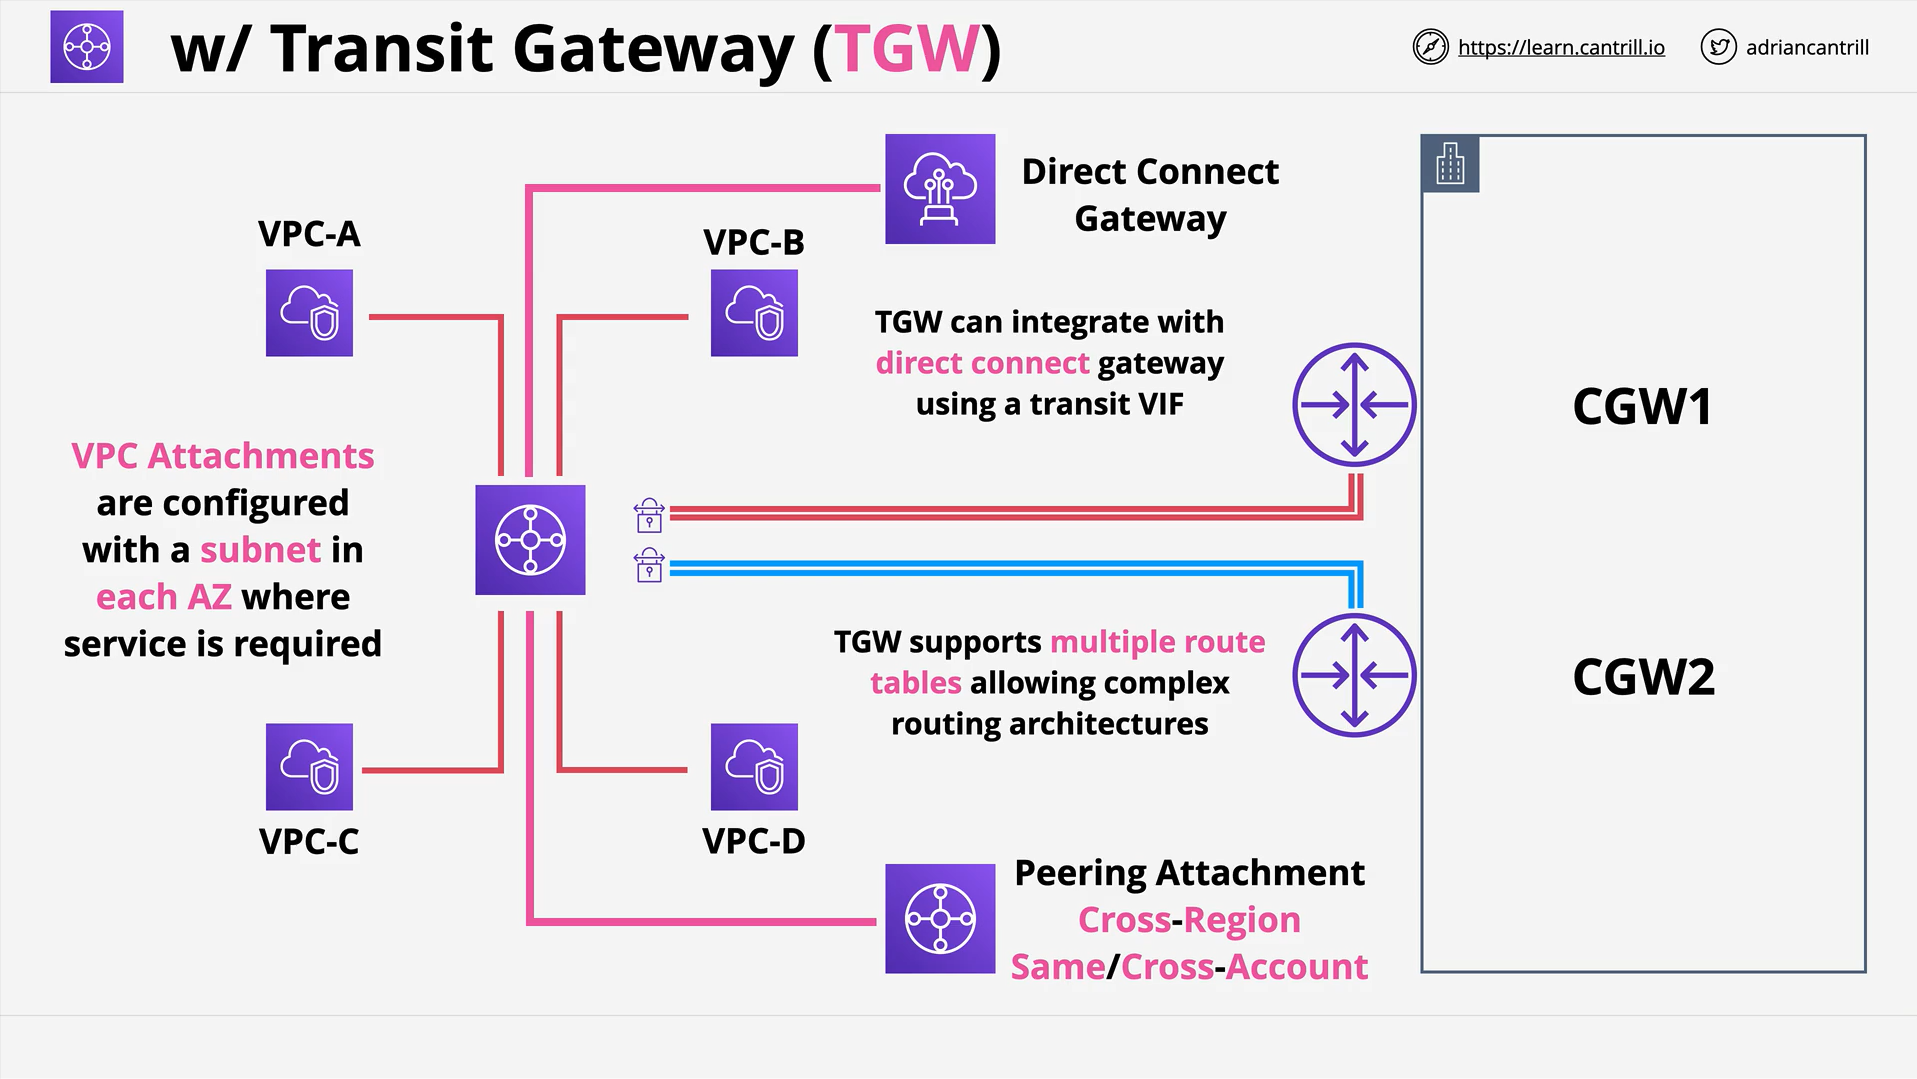 w/ Transit Gateway (TGW)
https://learn.cantrill.io
adriancantrill
Direct Connect
Gateway
VPC-A
VPC-B
TGW can integrate with
direct connect gateway
using a transit VIF
CGW1
VPC Attachments
are configured
with a subnet in
each AZ where
service is required
TGW supports multiple route
tables allowing complex
routing architectures
CGW2
VPC-C
VPC-D
Peering Attachment
Cross-Region
Same/Cross-Account